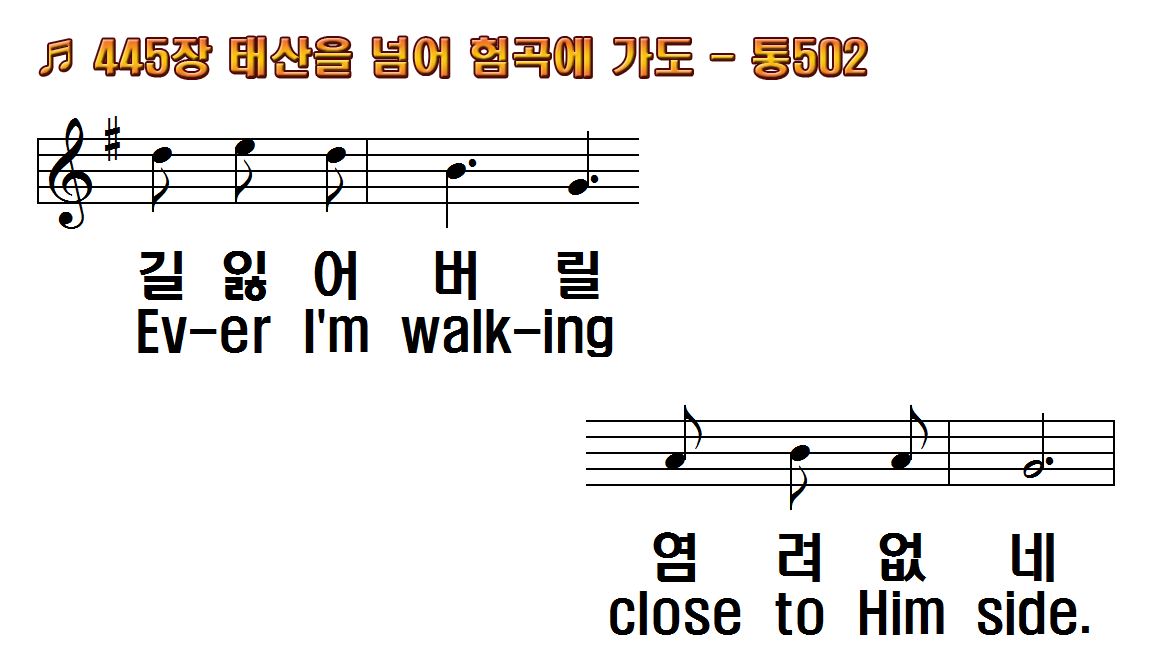 ♬ 445장 태산을 넘어 험곡에 가도 - 통502
길 잃 어 버 릴
Ev-er I'm walk-ing
염 려 없 네
close to Him side.